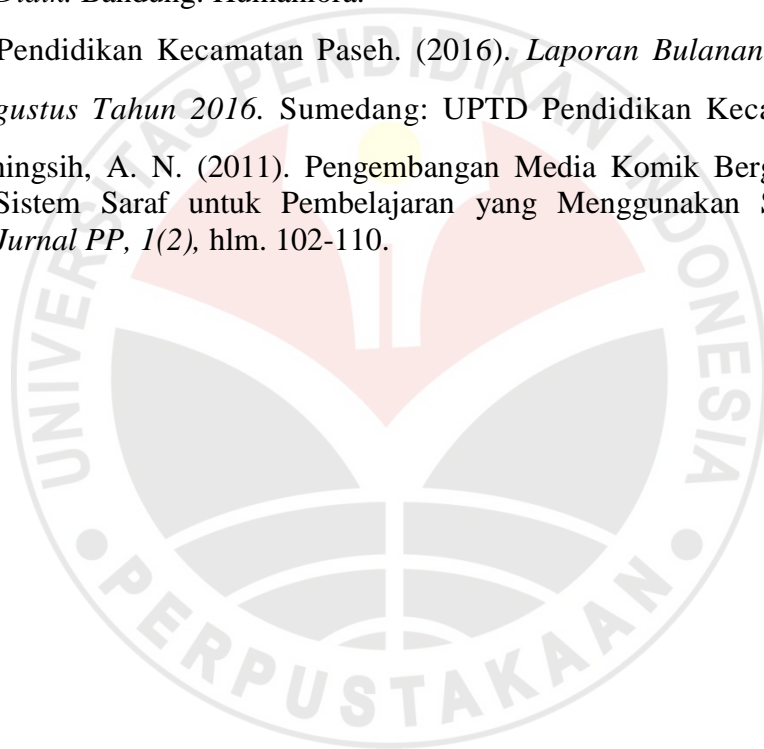 Didik. Bandung: Humaniora.
Pendidikan Kecamatan Paseh. (2016). Laporan Bulanan
gustus Tahun 2016. Sumedang: UPTD Pendidikan Keca
ningsih, A. N. (2011). Pengembangan Media Komik Berg
Sistem Saraf untuk Pembelajaran yang Menggunakan S
Jurnal PP, 1(2), hlm. 102-110.
UNIVERSITAS PENDIDIKAN INDONESIA
PERPUSTAKAAN